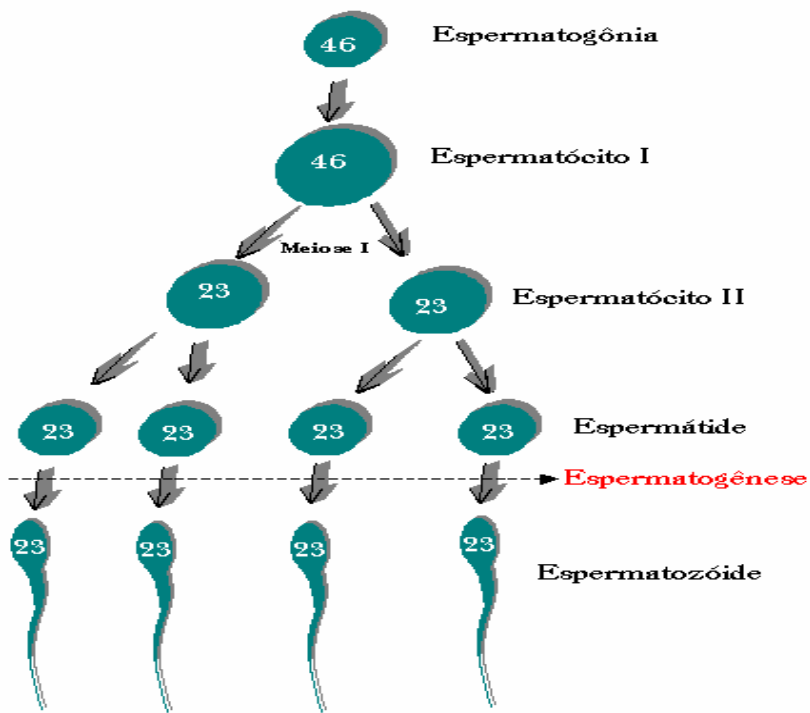 46 Espermatogônia
46 Espermatócito I
Meiose I
23 23 Espermatócito II
23 23 23 23 Espermátide
Espermatogênese
23 23 23 23
Espermatozóide